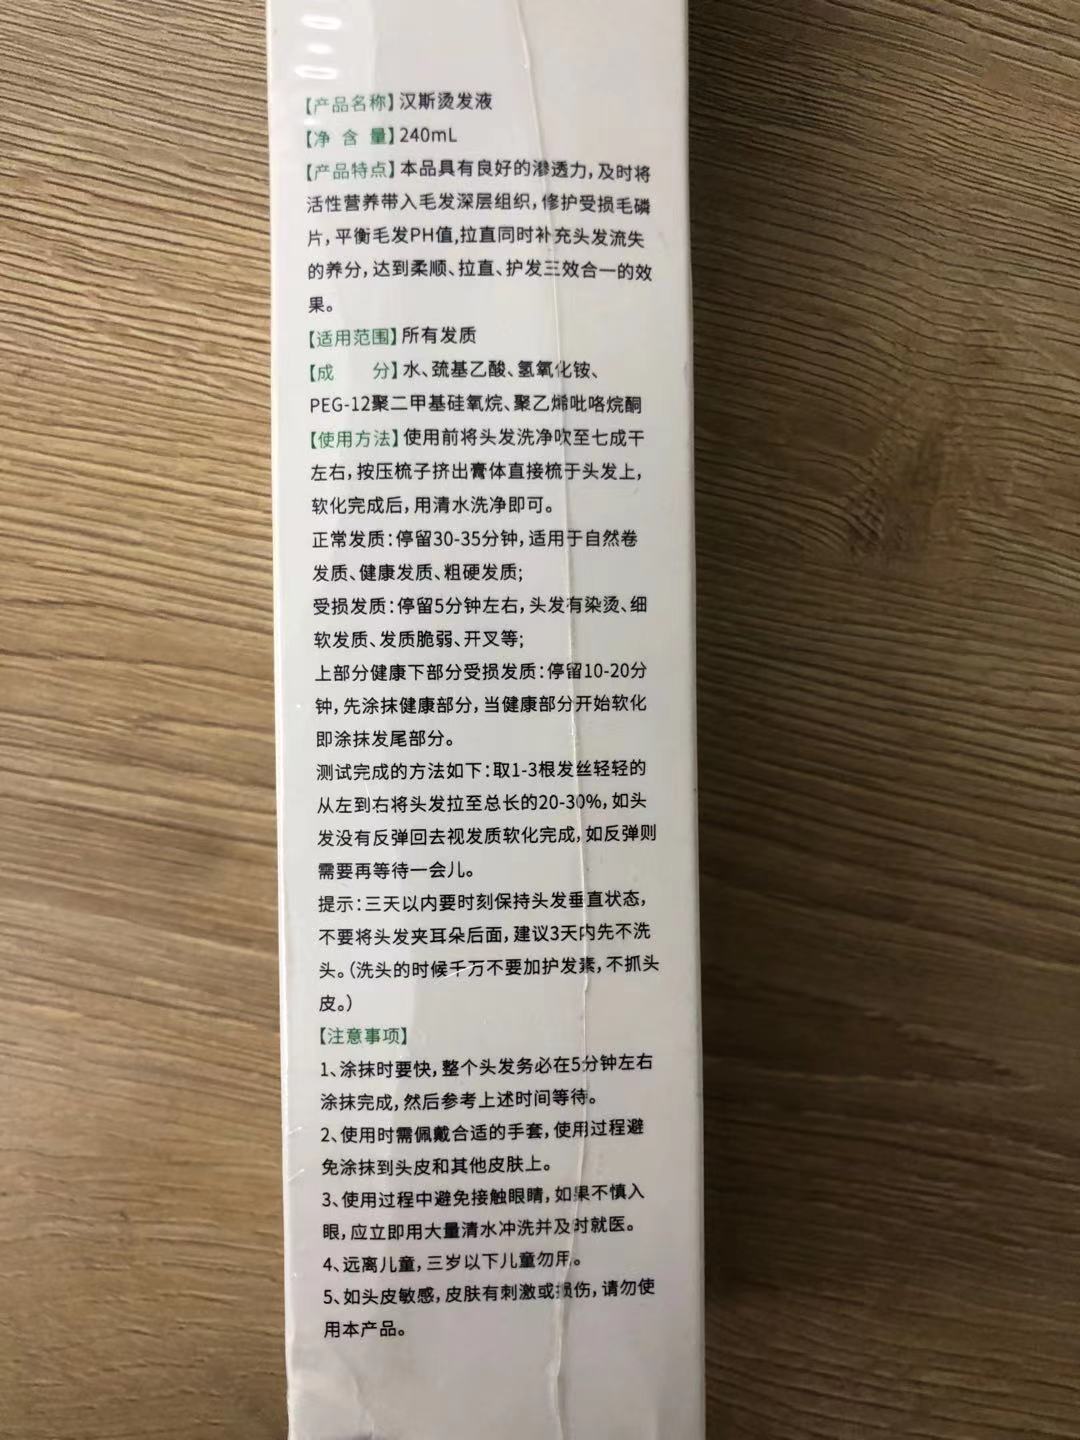 【产品名称】汉斯烫发液
【净 含 量】240mL
【产品特点】本品具有良好的渗透力,及时将
活性营养带入毛发深层组织,修护受损毛磷
片,平衡毛发PH值,拉直同时补充头发流失
的养分,达到柔顺、拉直、护发三效合一的效
果。
【适用范围】所有发质
【成 分】水、巯基乙酸、氢氧化铵、
PEG-12聚二甲基硅氧烷、聚乙烯吡咯烷酮
【使用方法】使用前将头发洗净吹至七成干
左右,按压梳子挤出膏体直接梳于头发上,
软化完成后,用清水洗净即可。
正常发质:停留30-35分钟,适用于自然卷
发质、健康发质、粗硬发质;
受损发质:停留5分钟左右,头发有染烫、细
软发质、发质脆弱、开叉等;
上部分健康下部分受损发质:停留10-20分
钟,先涂抹健康部分,当健康部分开始软化
即涂抹发尾部分。
测试完成的方法如下:取1-3根发丝轻轻的
从左到右将头发拉至总长的20-30%,如头
发没有反弹回去视发质软化完成,如反弹则
需要再等待一会儿。
提示:三天以内要时刻保持头发垂直状态,
不要将头发夹耳朵后面,建议3天内先不洗
头。(洗头的时候千万不要加护发素,不抓头
皮。)
【注意事项】
1、涂抹时要快,整个头发务必在5分钟左右
涂抹完成,然后参考上述时间等待。
2、使用时需佩戴合适的手套,使用过程避
免涂抹到头皮和其他皮肤上。
3、使用过程中避免接触眼睛,如果不慎入
眼,应立即用大量清水冲洗并及时就医。
4、远离儿童,三岁以下儿童勿用。
5、如头皮敏感,皮肤有刺激或损伤,请勿使
用本产品。